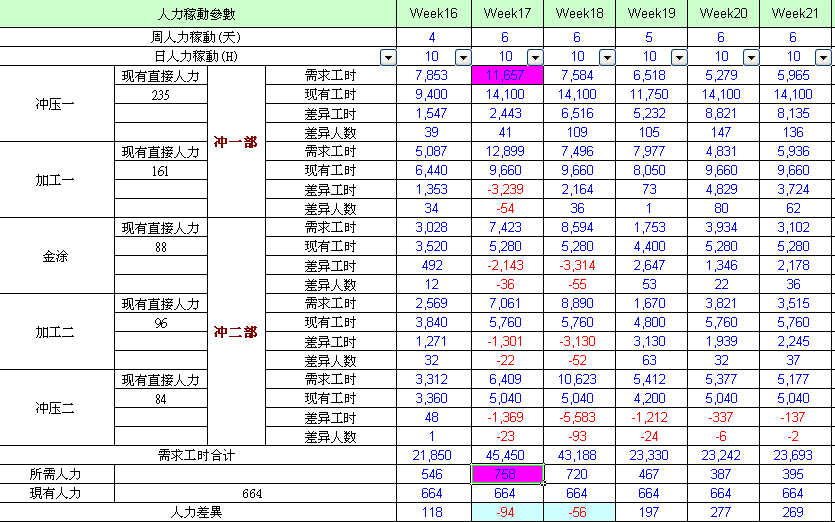 人力稼動參數 Week16 Week17 Week18 Week19 Week20 Week21
周人力稼動(天) 4 6 6 5 6 6
日人力稼動(H) 10 10 10 10 10 10
冲压一 现有直接人力 冲一部 需求工时 7,853 11,657 7,584 6,518 5,279 5,965
235 现有工时 9,400 14,100 14,100 11,750 14,100 14,100
差异工时 1,547 2,443 6,516 5,232 8,821 8,135
差异人数 39 41 109 105 147 136
加工一 现有直接人力 需求工时 5,087 12,899 7,496 7,977 4,831 5,936
161 现有工时 6,440 9,660 9,660 8,050 9,660 9,660
差异工时 1,353 -3,239 2,164 73 4,829 3,724
差异人数 34 -54 36 1 80 62
金涂 现有直接人力 冲二部 需求工时 3,028 7,423 8,594 1,753 3,934 3,102
88 现有工时 3,520 5,280 5,280 4,400 5,280 5,280
差异工时 492 -2,143 -3,314 2,647 1,346 2,178
差异人数 12 -36 -55 53 22 36
加工二 现有直接人力 需求工时 2,569 7,061 8,890 1,670 3,821 3,515
96 现有工时 3,840 5,760 5,760 4,800 5,760 5,760
差异工时 1,271 -1,301 -3,130 3,130 1,939 2,245
差异人数 32 -22 -52 63 32 37
冲压二 现有直接人力 需求工时 3,312 6,409 10,623 5,412 5,377 5,177
84 现有工时 3,360 5,040 5,040 4,200 5,040 5,040
差异工时 48 -1,369 -5,583 -1,212 -337 -137
差异人数 1 -23 -93 -24 -6 -2
需求工时合计 21,850 45,450 43,188 23,330 23,242 23,693
所需人力 546 758 720 467 387 395
現有人力 664 664 664 664 664 664 664
人力差異 118 -94 -56 197 277 269